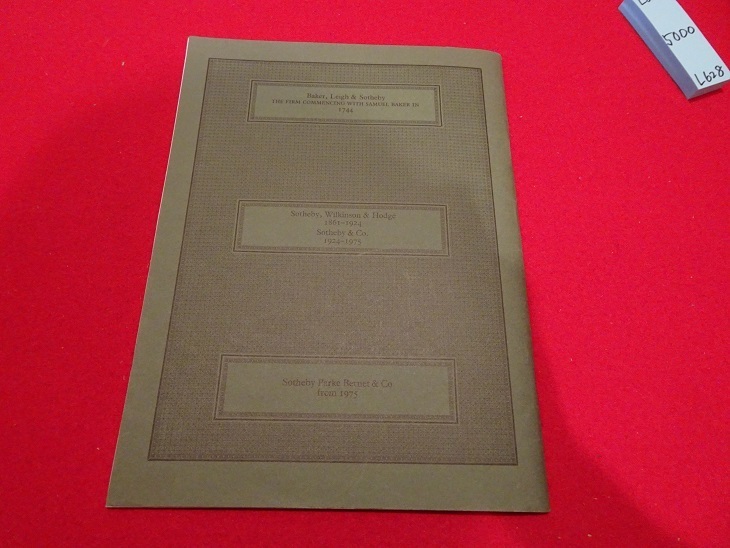 5000
L628
Baker, Leigh & Sotheby
THE FIRM COMMENCING WITH SAMUEL BAKER IN
1744
Sotheby, Wilkinson & Hodge
1861-1924
Sotheby & Co.
1924-1975
Sotheby Parke Bernet & Co
from 1975